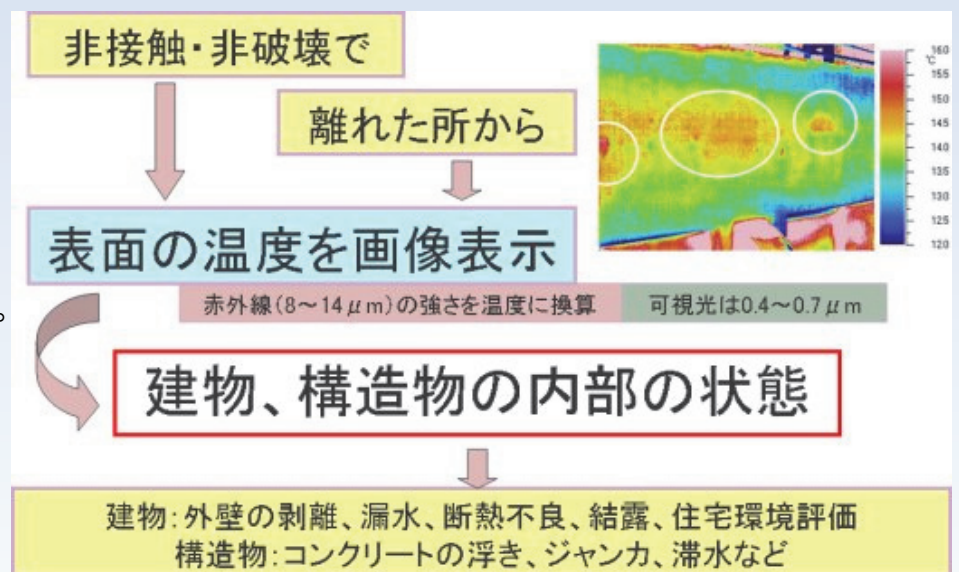 非接触・非破壊で
離れた所から
表面の温度を画像表示
赤外線(8～14μm)の強さを温度に換算
可視光は0.4～0.7μm
。
建物、構造物の内部の状態
建物:外壁の剥離、漏水、断熱不良、結露、住宅環境評価
構造物:コンクリートの浮き、ジャンカ、滞水など
160
℃
155
150
145
140
135
130
125
120